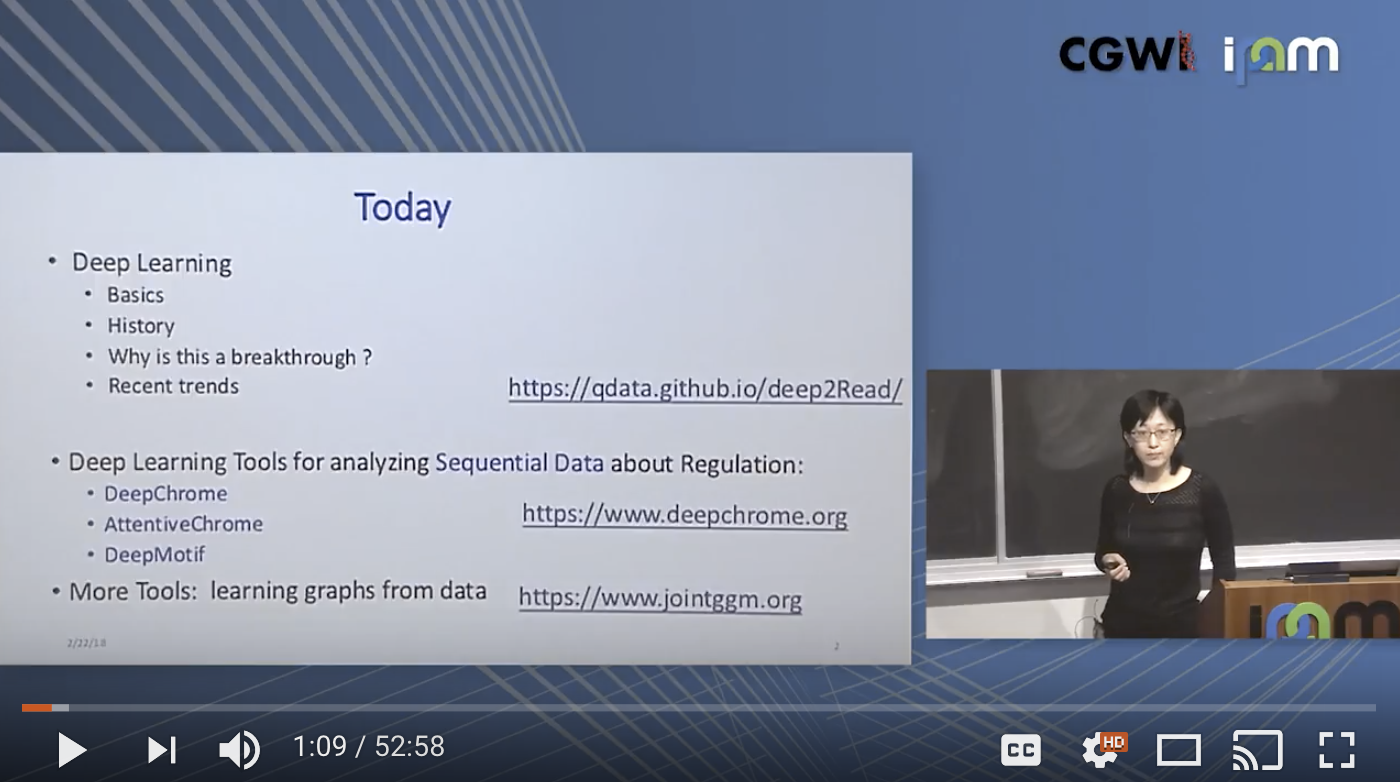 CGWI ipam
Today
• Deep Learning
• Basics
• History
• Why is this a breakthrough ?
• Recent trends
https://qdata.github.io/deep2Read/
• Deep Learning Tools for analyzing Sequential Data about Regulation:
• DeepChrome
• AttentiveChrome
• DeepMotif
https://www.deepchrome.org
• More Tools: learning graphs from data
https://www.jointggm.org
2/22/18
2
ipam
1:09 / 52:58
CC
HD